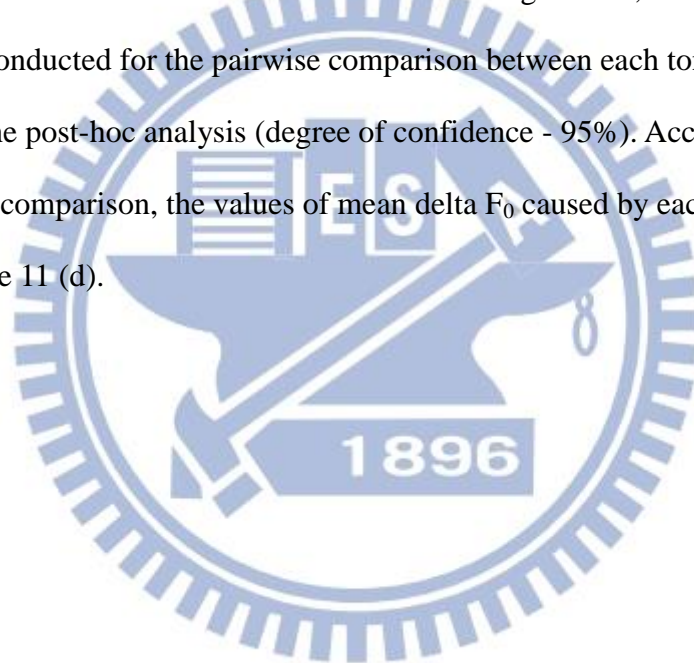 onducted for the pairwise comparison between each to
ne post-hoc analysis (degree of confidence - 95%). Acc
comparison, the values of mean delta F₀ caused by eac
e 11 (d).
E S
1896